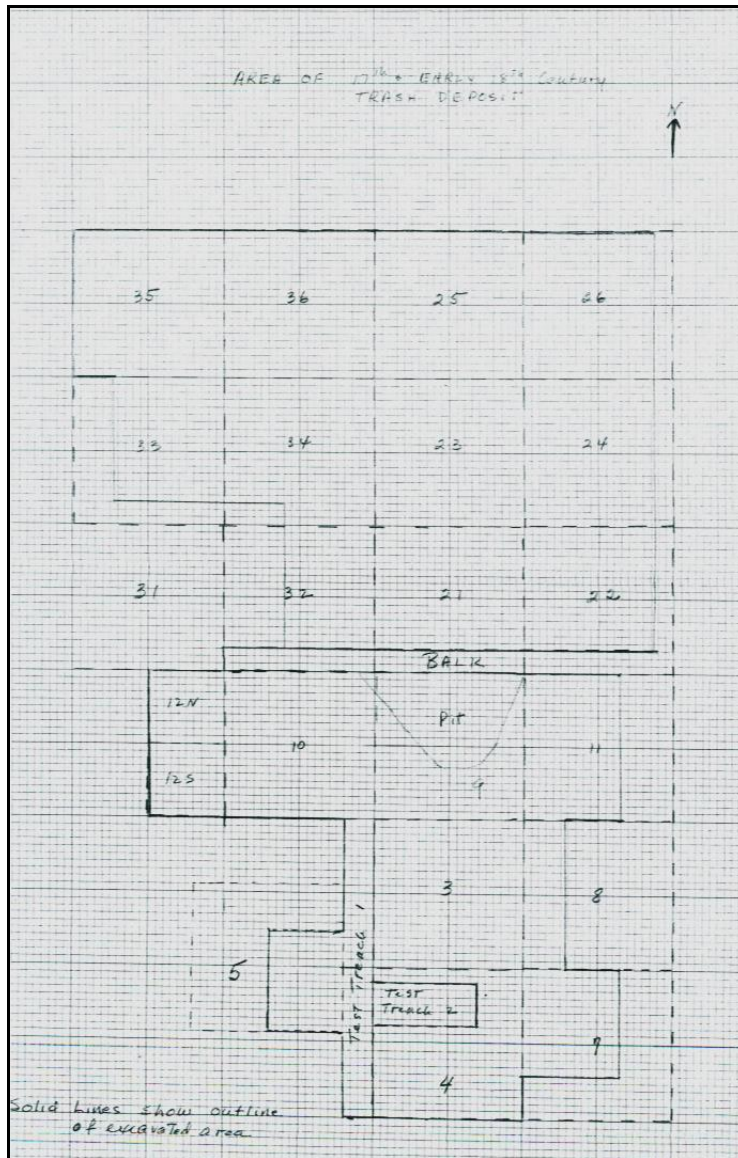 AREA OF 17th & EARLY 18th Century
TRASH DEPOSIT
N
35 36 25 26
33 34 23 24
31 32 21 22
BALK
12N
Pit
10 11
12S
9
3
8
Test Treach 1
5
Test
Treach 2
7
4
Solid Lines show outline
of excavated area